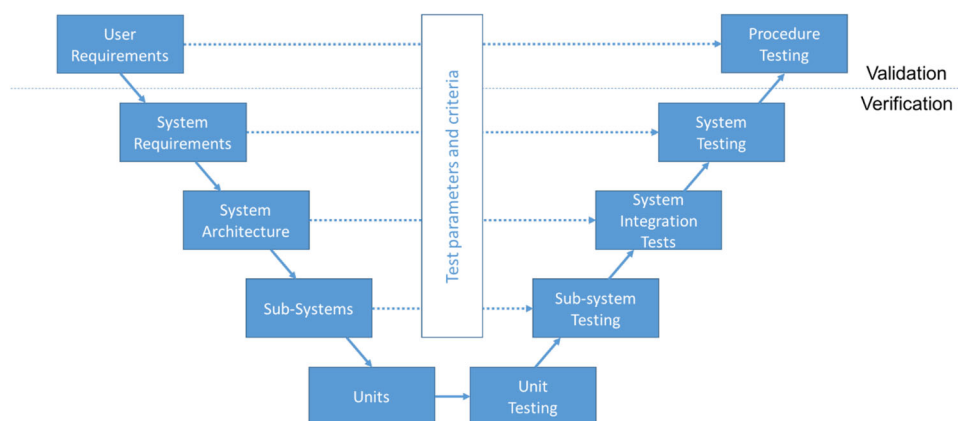 User
Requirements
Procedure
Testing
Validation
Verification
System
Requirements
System
Testing
System
Architecture
System
Integration
Tests
Test parameters and criteria
Sub-Systems
Sub-system
Testing
Units
Unit
Testing